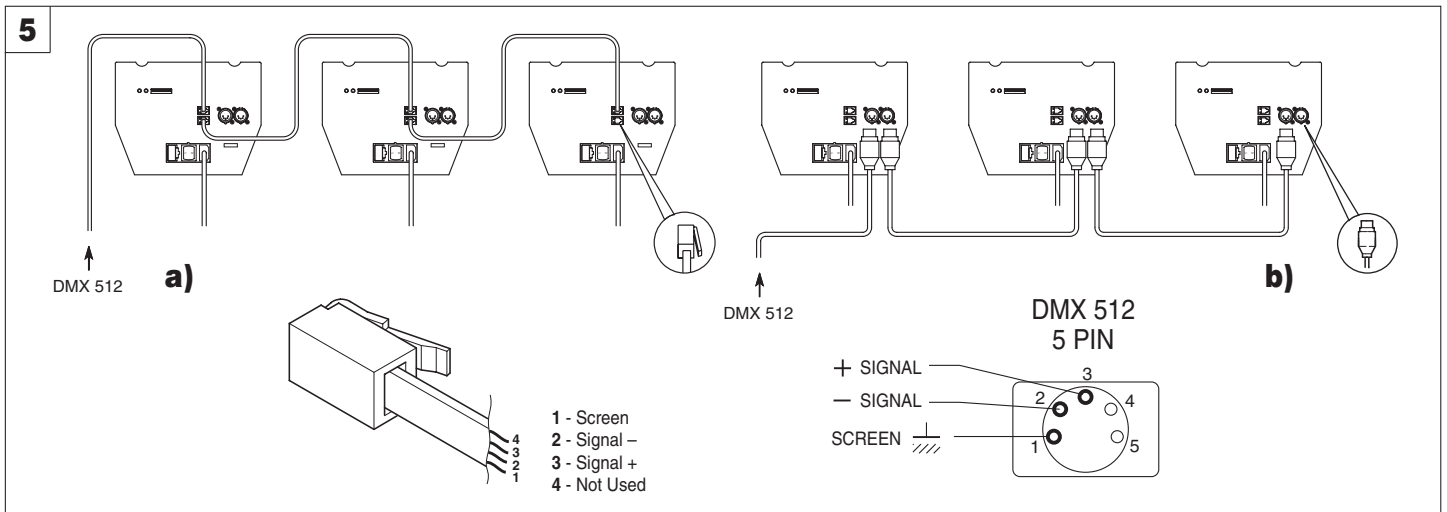 5
DMX 512
a)
DMX 512
b)
4
3
2
1
1 - Screen
2 - Signal –
3 - Signal +
4 - Not Used
DMX 512
5 PIN
+ SIGNAL
– SIGNAL
SCREEN
3
2
4
1
5